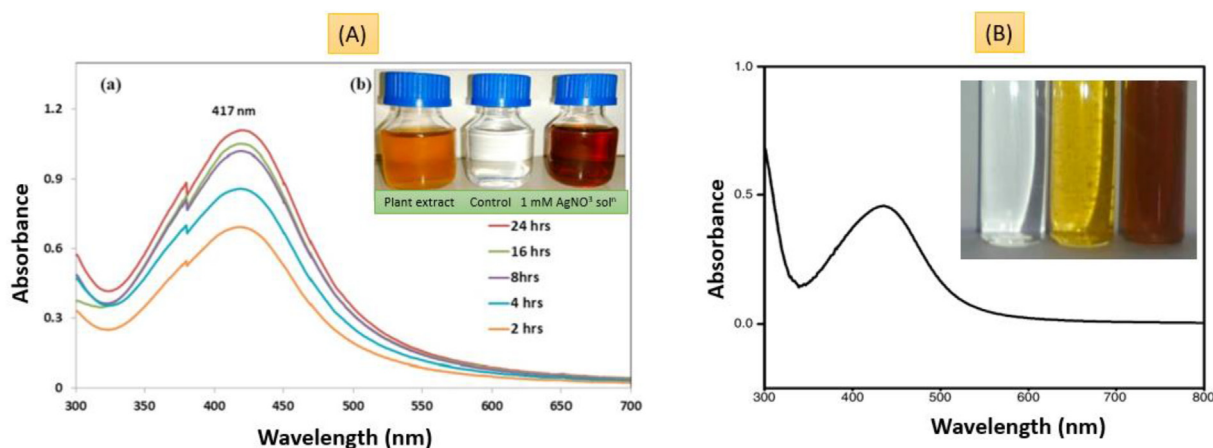 (A)
(a)
(b)
417 nm
Plant extract Control 1 mM AgNO³ solⁿ
24 hrs
16 hrs
8hrs
4 hrs
2 hrs
Absorbance
1.2
0.9
0.6
0.3
0
300 350 400 450 500 550 600 650 700
Wavelength (nm)
(B)
Absorbance
1.0
0.5
0.0
300 400 500 600 700 800
Wavelength (nm)